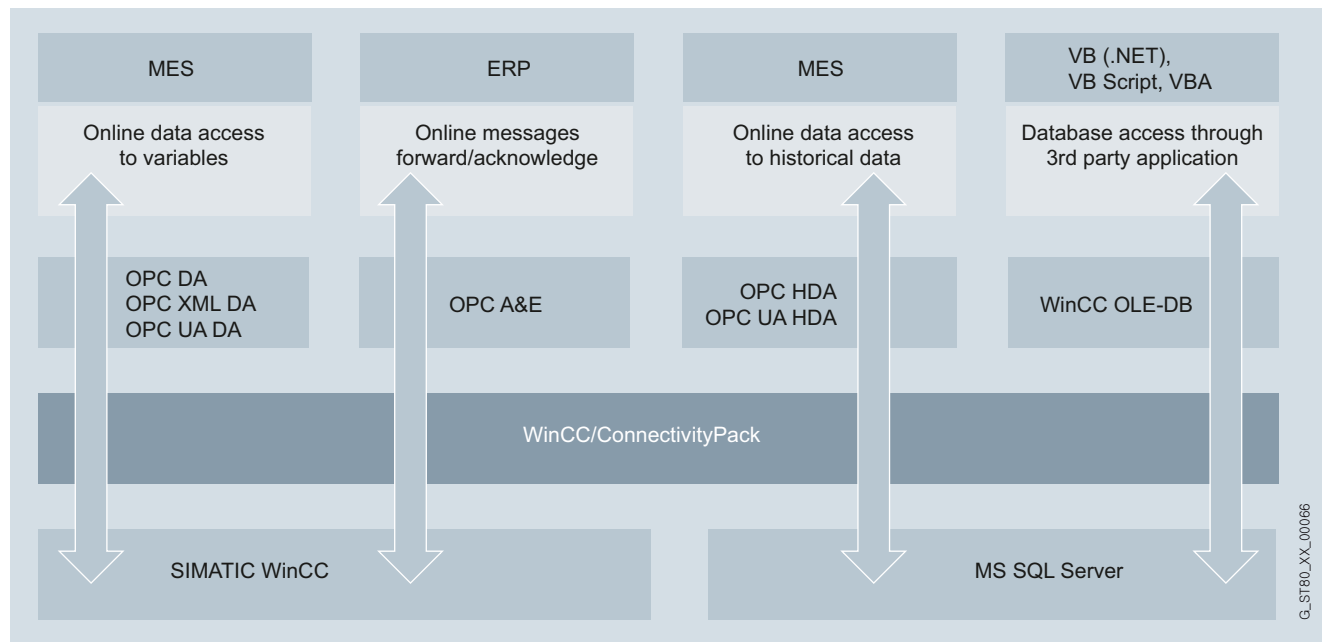 MES
ERP
MES
VB (.NET),
VB Script, VBA
Online data access
to variables
Online messages
forward/acknowledge
Online data access
to historical data
Database access through
3rd party application
OPC DA
OPC XML DA
OPC UA DA
OPC A&E
OPC HDA
OPC UA HDA
WinCC OLE-DB
WinCC/ConnectivityPack
SIMATIC WinCC
MS SQL Server
G_ST80_XX_00066